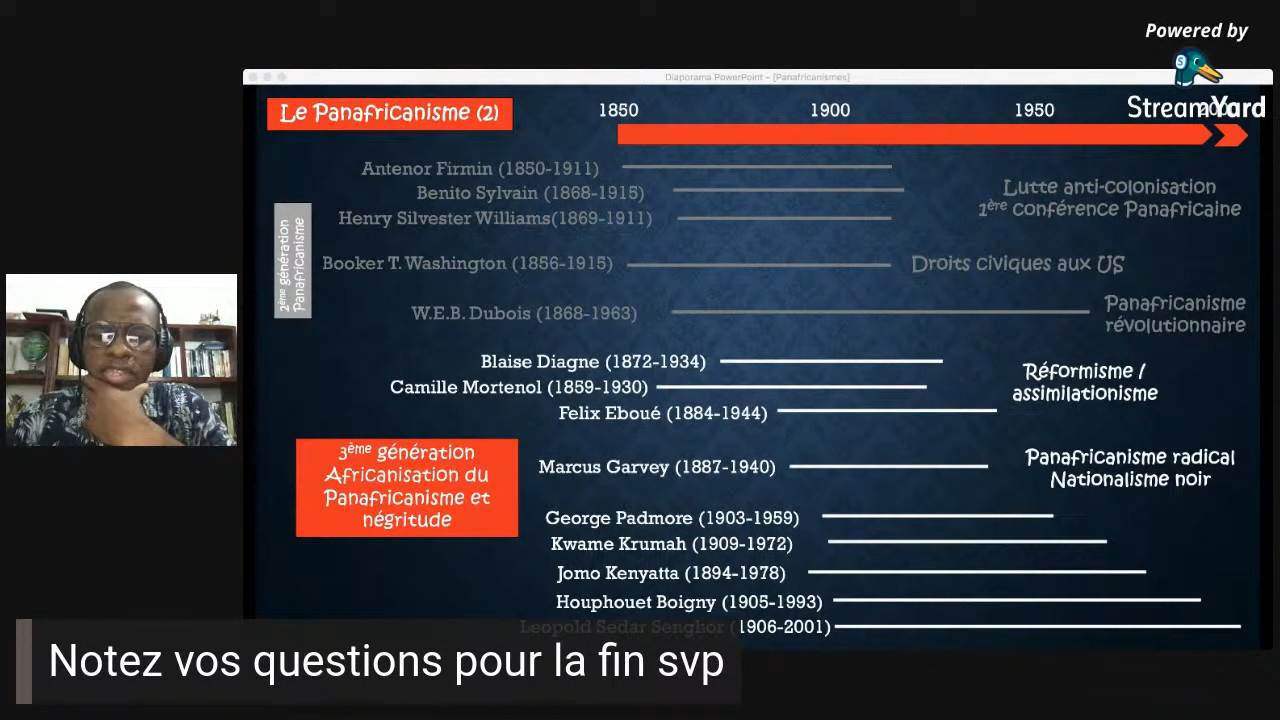 Powered by
StreamYard
Diaporama PowerPoint - [Panafricanismes]
Le Panafricanisme (2)
1850 1900 1950
Antenor Firmin (1850-1911)
Benito Sylvain (1868-1915)
Henry Silvester Williams(1869-1911)
Lutte anti-colonisation
1ère conférence Panafricaine
2ème génération
Panafricanisme
Booker T. Washington (1856-1915)
Droits civiques aux US
W.E.B. Dubois (1868-1963)
Panafricanisme
révolutionnaire
Blaise Diagne (1872-1934)
Camille Mortenol (1859-1930)
Felix Eboué (1884-1944)
Réformisme /
assimilationisme
3ème génération
Africanisation du
Panafricanisme et
négritude
Marcus Garvey (1887-1940)
Panafricanisme radical
Nationalisme noir
George Padmore (1903-1959)
Kwame Krumah (1909-1972)
Jomo Kenyatta (1894-1978)
Houphouet Boigny (1905-1993)
Leopold Sedar Senghor (1906-2001)
Notez vos questions pour la fin svp